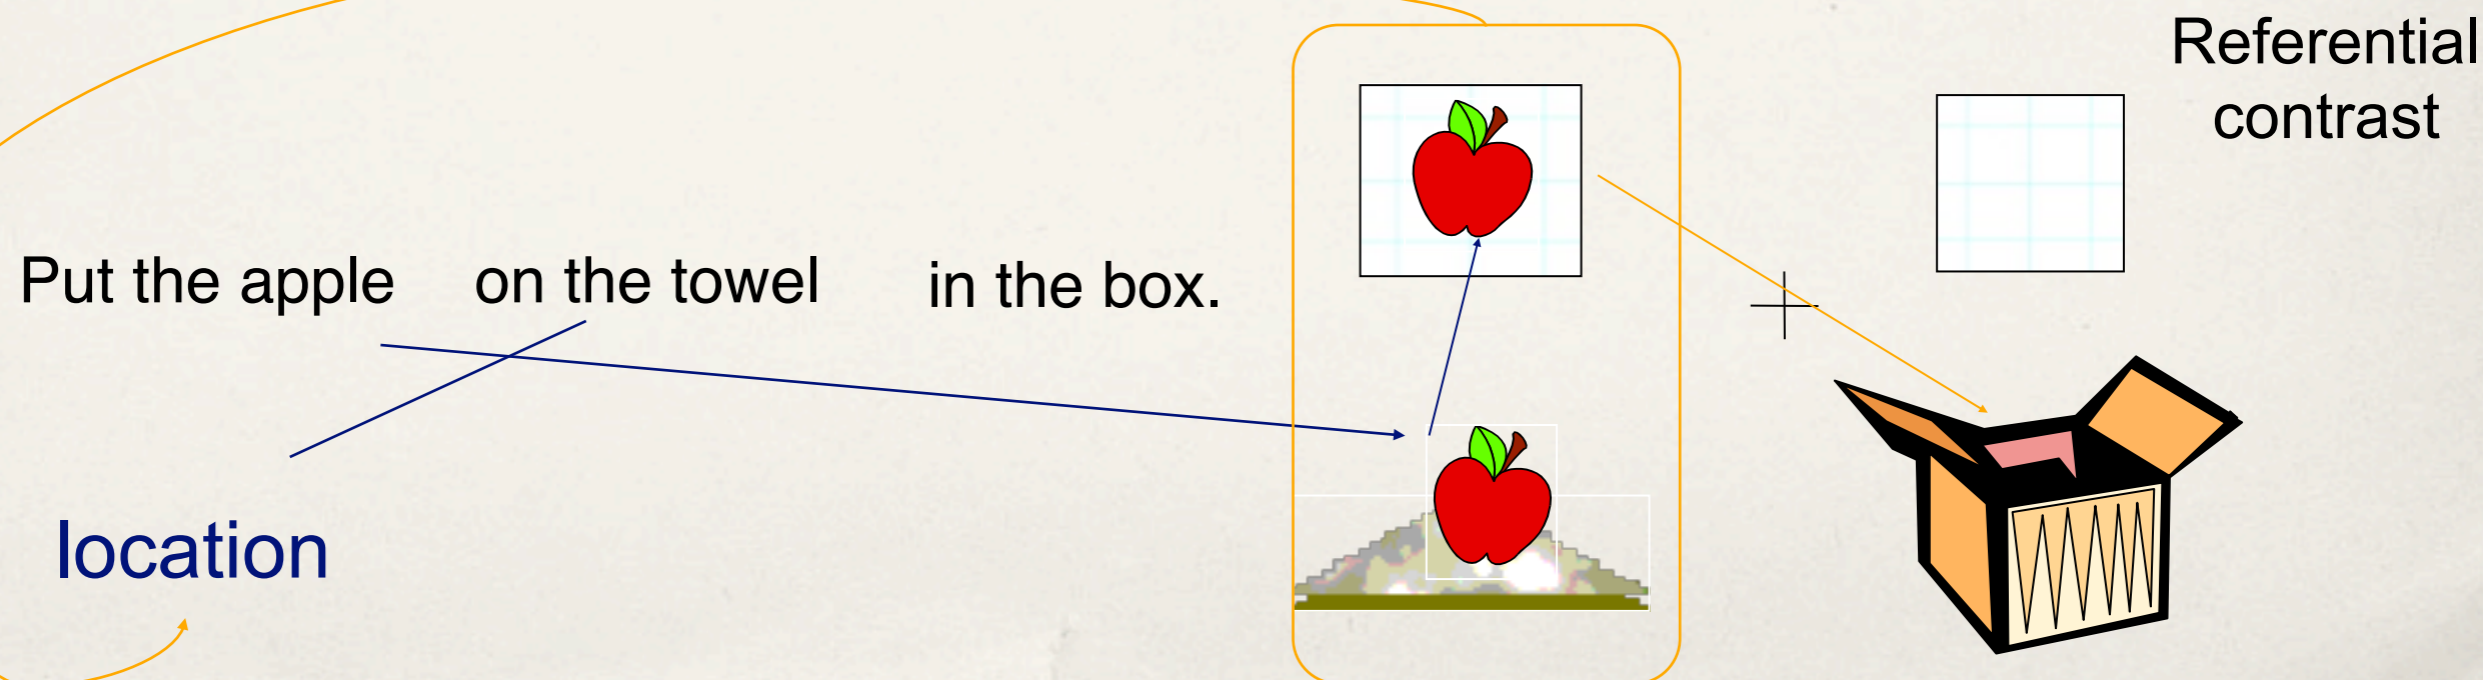 Referential
contrast
Put the apple on the towel in the box.
location